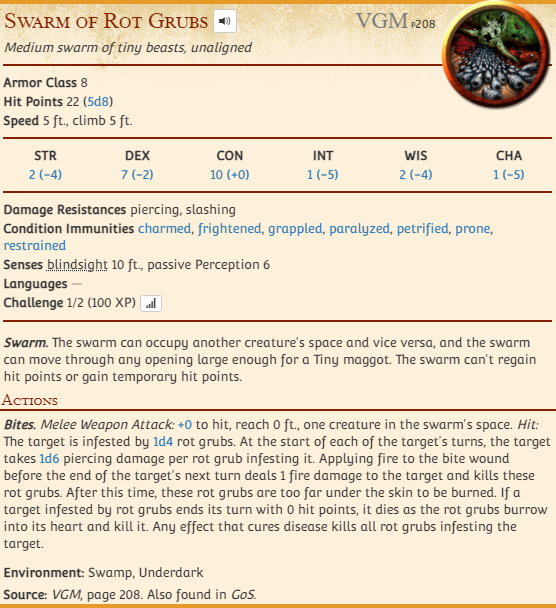 Swarm of Rot Grubs VGM p208
Medium swarm of tiny beasts, unaligned
Armor Class 8
Hit Points 22 (5d8)
Speed 5 ft., climb 5 ft.
STR DEX CON INT WIS CHA
2 (−4) 7 (−2) 10 (+0) 1 (−5) 2 (−4) 1 (−5)
Damage Resistances piercing, slashing
Condition Immunities charmed, frightened, grappled, paralyzed, petrified, prone,
restrained
Senses blindsight 10 ft., passive Perception 6
Languages —
Challenge 1/2 (100 XP)
Swarm. The swarm can occupy another creature's space and vice versa, and the swarm
can move through any opening large enough for a Tiny maggot. The swarm can't regain
hit points or gain temporary hit points.
Actions
Bites. Melee Weapon Attack: +0 to hit, reach 0 ft., one creature in the swarm's space. Hit:
The target is infested by 1d4 rot grubs. At the start of each of the target's turns, the target
takes 1d6 piercing damage per rot grub infesting it. Applying fire to the bite wound
before the end of the target's next turn deals 1 fire damage to the target and kills these
rot grubs. After this time, these rot grubs are too far under the skin to be burned. If a
target infested by rot grubs ends its turn with 0 hit points, it dies as the rot grubs burrow
into its heart and kill it. Any effect that cures disease kills all rot grubs infesting the
target.
Environment: Swamp, Underdark
Source: VGM, page 208. Also found in GoS.